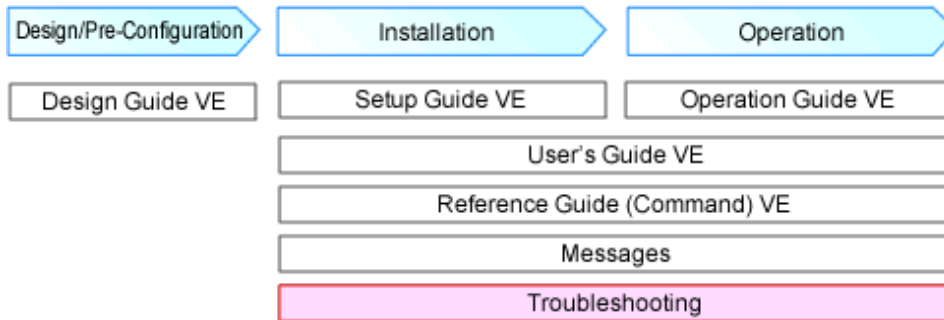 Design/Pre-Configuration Installation Operation
Design Guide VE Setup Guide VE Operation Guide VE
User's Guide VE
Reference Guide (Command) VE
Messages
Troubleshooting